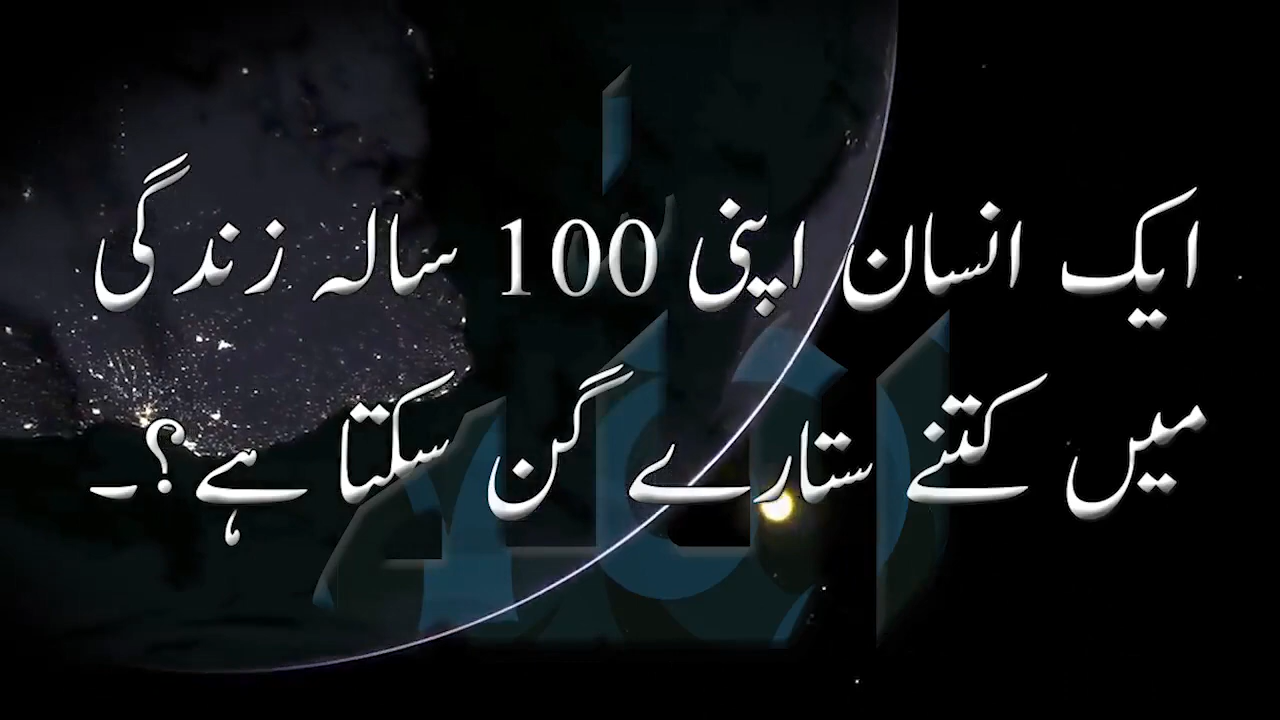 ایک انسان اپنی 100 سالہ زندگی
میں کتنے ستارے گن سکتا ہے؟۔